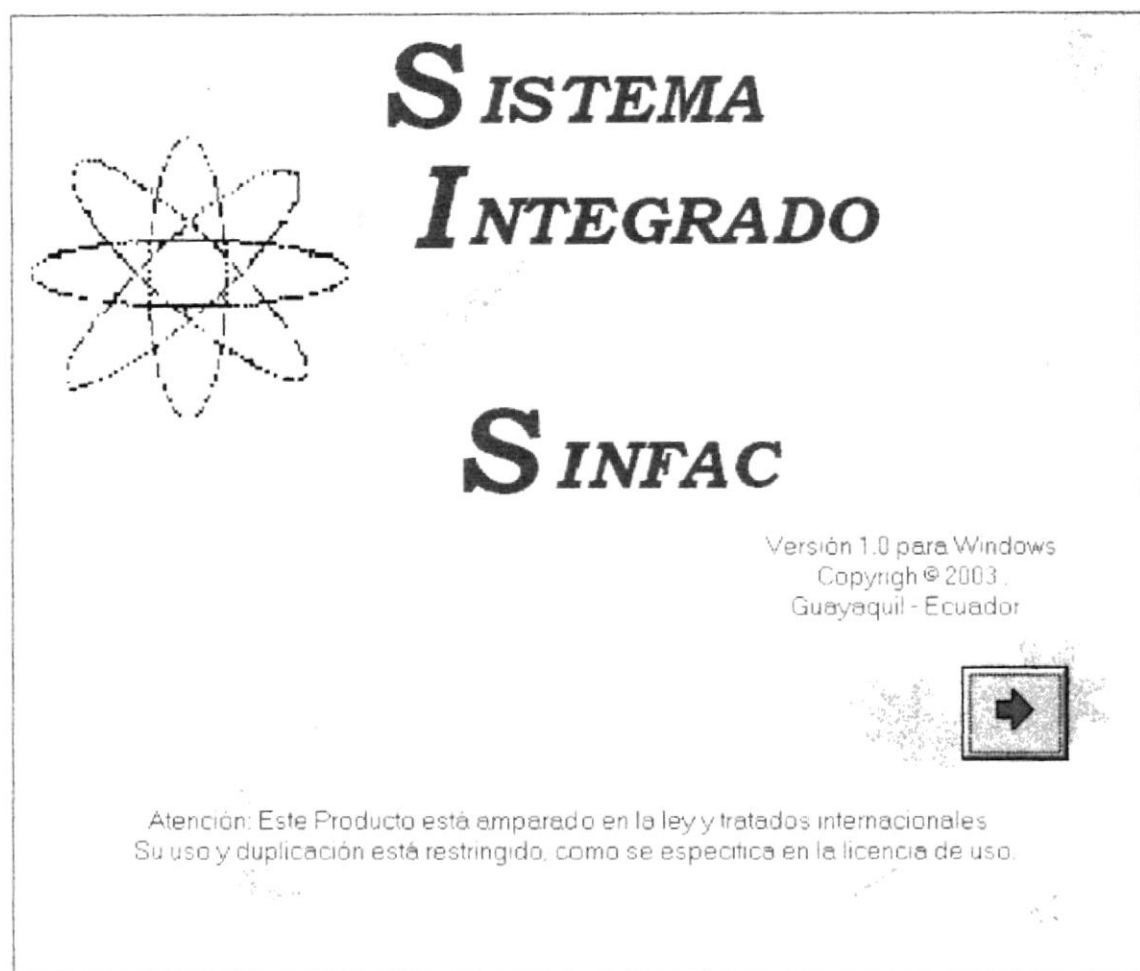 SISTEMA
INTEGRADO
SINFAC
Versión 1.0 para Windows
Copyrigh © 2003 .
Guayaquil - Ecuador
Atención: Este Producto está amparado en la ley y tratados internacionales
Su uso y duplicación está restringido, como se especifica en la licencia de uso.